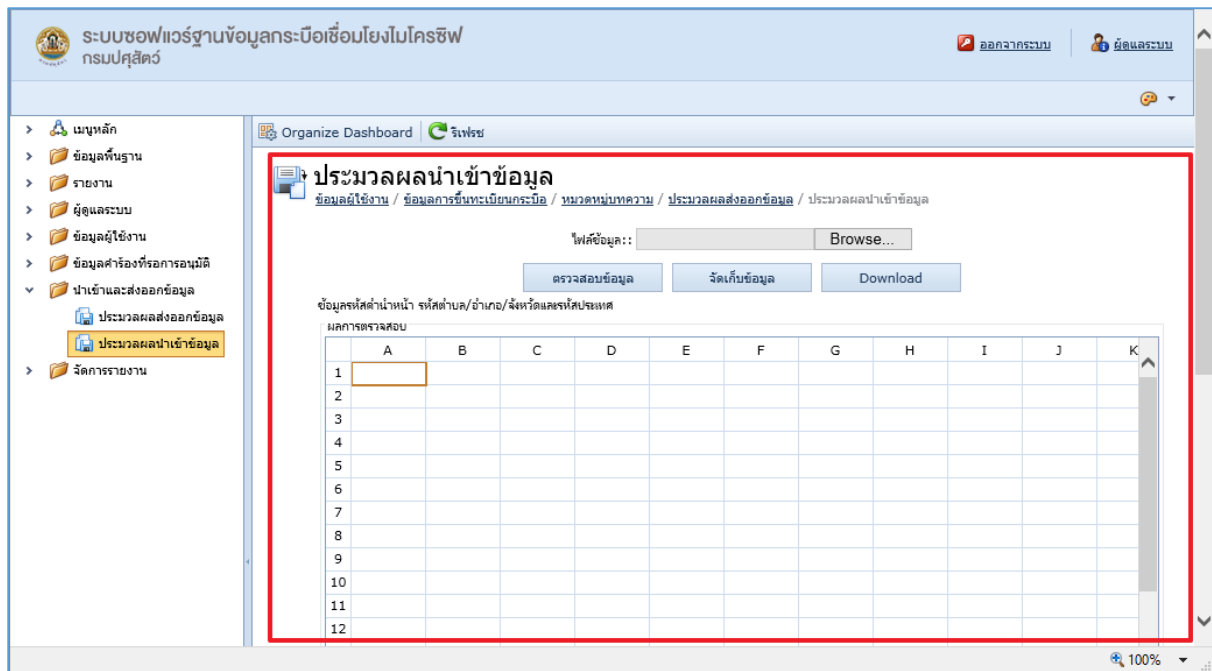 ระบบซอฟแวร์ฐานข้อมูลกระบือเชื่อมโยงไมโครชิฟ
กรมปศุสัตว์
ออกจากระบบ
ผู้ดูแลระบบ
เมนูหลัก
ข้อมูลพื้นฐาน
รายงาน
ผู้ดูแลระบบ
ข้อมูลผู้ใช้งาน
ข้อมูลคำร้องที่รอการอนุมัติ
นำเข้าและส่งออกข้อมูล
ประมวลผลส่งออกข้อมูล
ประมวลผลนำเข้าข้อมูล
จัดการรายงาน
Organize Dashboard
รีเฟรช
ประมวลผลนำเข้าข้อมูล
ข้อมูลผู้ใช้งาน / ข้อมูลการขึ้นทะเบียนกระบือ / หมวดหมู่บทความ / ประมวลผลส่งออกข้อมูล / ประมวลผลนำเข้าข้อมูล
ไฟล์ข้อมูล:: Browse...
ตรวจสอบข้อมูล จัดเก็บข้อมูล Download
ข้อมูลรหัสคำนำหน้า รหัสตำบล/อำเภอ/จังหวัดและรหัสประเทศ
ผลการตรวจสอบ
A B C D E F G H I J K
1
2
3
4
5
6
7
8
9
10
11
12
100%